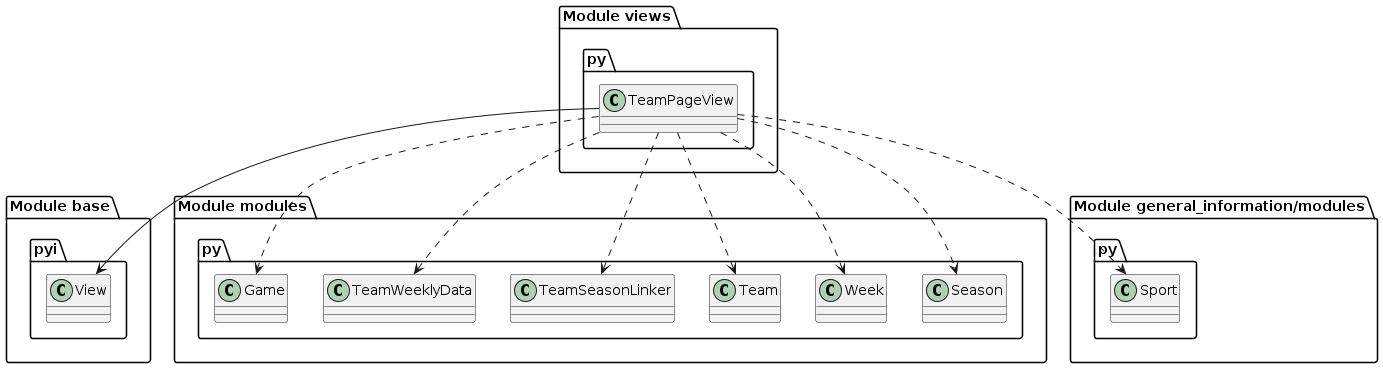 Module views
py
C TeamPageView
Module base
Module modules
Module general_information/modules
pyi
py
py
C View
C Game
C TeamWeeklyData
C TeamSeasonLinker
C Team
C Week
C Season
C Sport